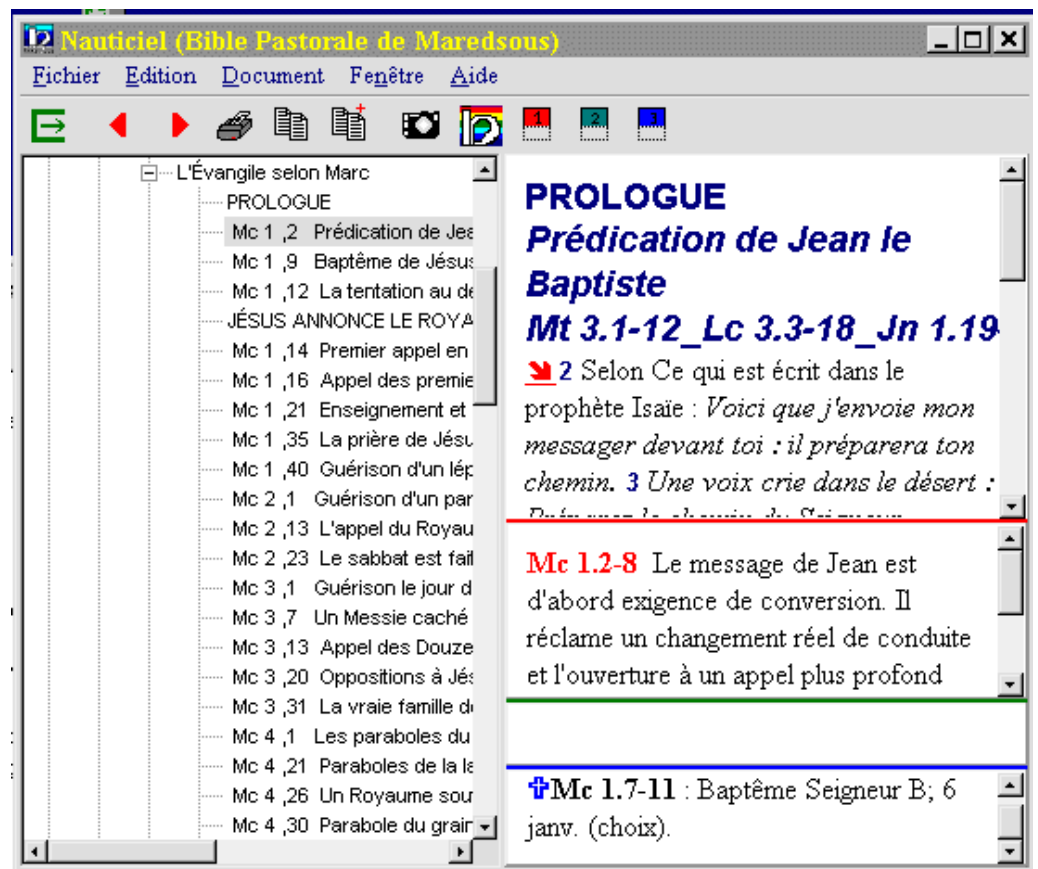 Nauticiel (Bible Pastorale de Maredsous)
Fichier Edition Document Fenêtre Aide
1 2 3
L'Évangile selon Marc
PROLOGUE
Mc 1 ,2 Prédication de Jea
Mc 1 ,9 Baptême de Jésus
Mc 1 ,12 La tentation au dé
JÉSUS ANNONCE LE ROYA
Mc 1 ,14 Premier appel en
Mc 1 ,16 Appel des premie
Mc 1 ,21 Enseignement et
Mc 1 ,35 La prière de Jésu
Mc 1 ,40 Guérison d'un lép
Mc 2 ,1 Guérison d'un par
Mc 2 ,13 L'appel du Royau
Mc 2 ,23 Le sabbat est fait
Mc 3 ,1 Guérison le jour d
Mc 3 ,7 Un Messie caché
Mc 3 ,13 Appel des Douze
Mc 3 ,20 Oppositions à Jés
Mc 3 ,31 La vraie famille de
Mc 4 ,1 Les paraboles du
Mc 4 ,21 Paraboles de la la
Mc 4 ,26 Un Royaume sour
Mc 4 ,30 Parabole du grain
PROLOGUE
Prédication de Jean le
Baptiste
Mt 3.1-12_Lc 3.3-18_Jn 1.19-
2 Selon Ce qui est écrit dans le
prophète Isaïe : Voici que j'envoie mon
messager devant toi : il préparera ton
chemin. 3 Une voix crie dans le désert :
Mc 1.2-8 Le message de Jean est
d'abord exigence de conversion. Il
réclame un changement réel de conduite
et l'ouverture à un appel plus profond
Mc 1.7-11 : Baptême Seigneur B; 6
janv. (choix).